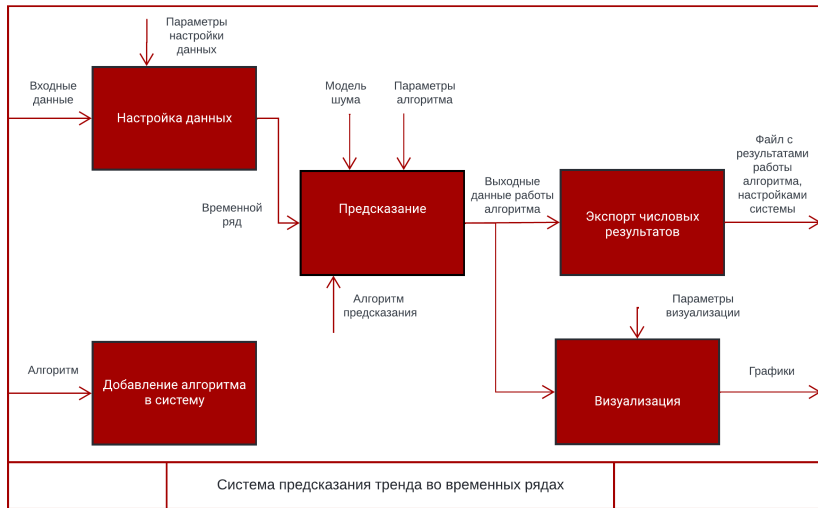 Параметры
настройки
данных
Входные
данные
Настройка данных
Модель
шума
Параметры
алгоритма
Временной
ряд
Предсказание
Выходные
данные работы
алгоритма
Экспорт числовых
результатов
Файл с
результатами
работы
алгоритма,
настройками
системы
Алгоритм
предсказания
Параметры
визуализации
Алгоритм
Добавление алгоритма
в систему
Визуализация
Графики
Система предсказания тренда во временных рядах